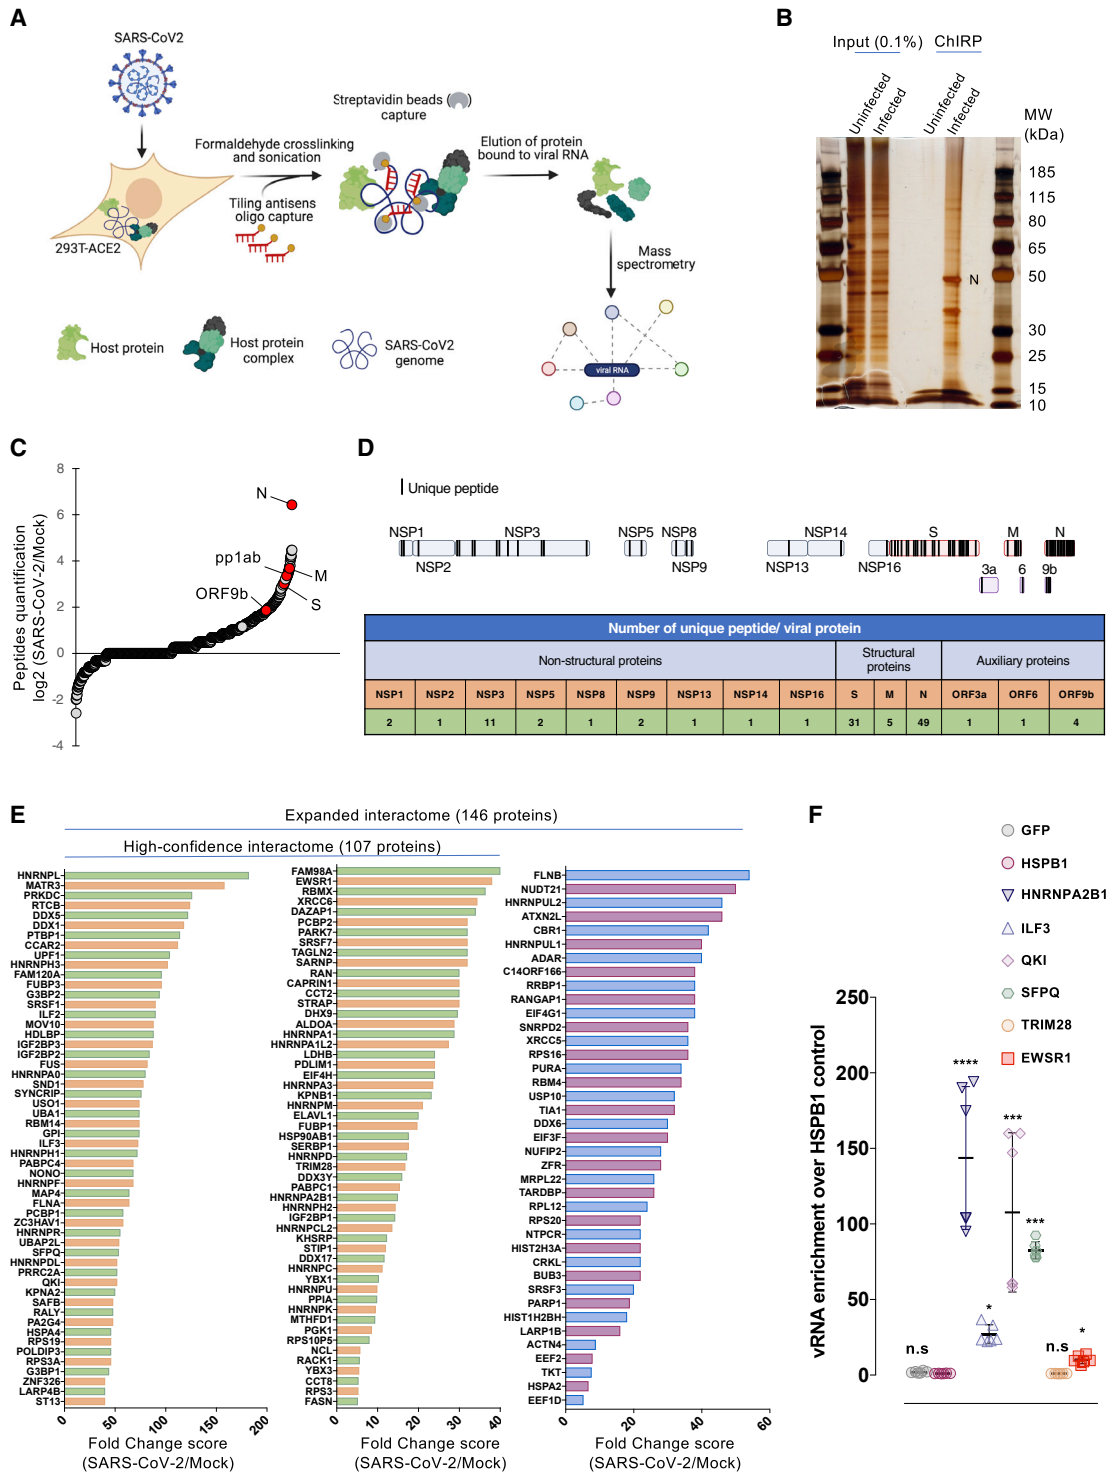 A
SARS-CoV2
293T-ACE2
Formaldehyde crosslinking
and sonication
Tiling antisens
oligo capture
Streptavidin beads ( )
capture
Elution of protein
bound to viral RNA
Mass
spectrometry
viral RNA
Host protein
Host protein
complex
SARS-CoV2
genome
B
Input (0.1%) ChIRP
Uninfected
Infected
Uninfected
Infected
MW
(kDa)
185
115
80
65
50
30
25
15
10
N
C
Peptides quantification
log2 (SARS-CoV-2/Mock)
8
6
4
2
0
-2
-4
N
pp1ab
M
S
ORF9b
D
Unique peptide
NSP1 NSP3 NSP5 NSP8 NSP14 S M N
NSP2 NSP9 NSP13 NSP16 3a 6 9b
Number of unique peptide/ viral protein
Non-structural proteins
Structural
proteins
Auxiliary proteins
NSP1 NSP2 NSP3 NSP5 NSP8 NSP9 NSP13 NSP14 NSP16 S M N ORF3a ORF6 ORF9b
2 1 11 2 1 2 1 1 1 31 5 49 1 1 4
E
Expanded interactome (146 proteins)
High-confidence interactome (107 proteins)
HNRNPL
MATR3
PRKDC
RTCB
DDX5
DDX1
PTBP1
CCAR2
UPF1
HNRNPH3
FAM120A
FUBP3
G3BP2
SRSF1
ILF2
MOV10
HDLBP
IGF2BP3
IGF2BP2
FUS
HNRNPA0
SND1
SYNCRIP
USO1
UBA1
RBM14
GPI
ILF3
HNRNPH1
PABPC4
NONO
HNRNPF
MAP4
FLNA
PCBP1
ZC3HAV1
HNRNPR
UBAP2L
SFPQ
HNRNPDL
PRRC2A
QKI
KPNA2
SAFB
RALY
PA2G4
HSPA4
RPS19
POLDIP3
RPS3A
G3BP1
ZNF326
LARP4B
ST13
0 50 100 150 200
Fold Change score
(SARS-CoV-2/Mock)
FAM98A
EWSR1
RBMX
XRCC6
DAZAP1
PCBP2
PARK7
SRSF7
TAGLN2
SARNP
RAN
CAPRIN1
CCT2
STRAP
DHX9
ALDOA
HNRNPA1
HNRNPA1L2
LDHB
PDLIM1
EIF4H
HNRNPA3
KPNB1
HNRNPM
ELAVL1
FUBP1
HSP90AB1
SERBP1
HNRNPD
TRIM28
DDX3Y
PABPC1
HNRNPA2B1
HNRNPH2
IGF2BP1
HNRNPCL2
KHSRP
STIP1
DDX17
HNRNPC
YBX1
HNRNPU
PPIA
HNRNPK
MTHFD1
PGK1
RPS10P5
NCL
RACK1
YBX3
CCT8
RPS3
FASN
0 10 20 30 40
Fold Change score
(SARS-CoV-2/Mock)
FLNB
NUDT21
HNRNPUL2
ATXN2L
CBR1
HNRNPUL1
ADAR
C14ORF166
RRBP1
RANGAP1
EIF4G1
SNRPD2
XRCC5
RPS16
PURA
RBM4
USP10
TIA1
DDX6
EIF3F
NUFIP2
ZFR
MRPL22
TARDBP
RPL12
RPS20
NTPCR
HIST2H3A
CRKL
BUB3
SRSF3
PARP1
HIST1H2BH
LARP1B
ACTN4
EEF2
TKT
HSPA2
EEF1D
0 20 40 60
Fold Change score
(SARS-CoV-2/Mock)
F
GFP
HSPB1
HNRNPA2B1
ILF3
QKI
SFPQ
TRIM28
EWSR1
vRNA enrichment over HSPB1 control
250
200
150
100
50
0
n.s
****
*
***
***
n.s
*